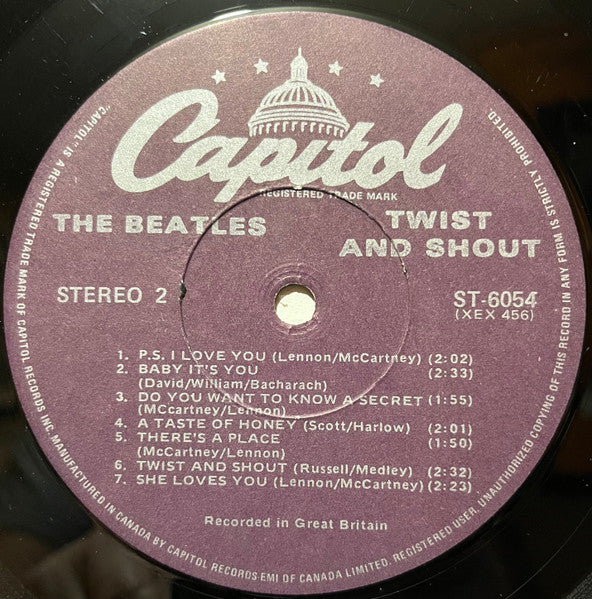 Capitol
REGISTERED TRADE MARK
THE BEATLES
TWIST
AND SHOUT
STEREO 2
ST-6054
(XEX 456)
1. P.S. I LOVE YOU (Lennon/McCartney) (2:02)
2. BABY IT'S YOU (2:33)
(David/William/Bacharach)
3. DO YOU WANT TO KNOW A SECRET (1:55)
(McCartney/Lennon)
4. A TASTE OF HONEY (Scott/Harlow) (2:01)
5. THERE'S A PLACE (1:50)
(McCartney/Lennon)
6. TWIST AND SHOUT (Russell/Medley) (2:32)
7. SHE LOVES YOU (Lennon/McCartney) (2:23)
Recorded in Great Britain
"CAPITOL" IS A REGISTERED TRADE MARK OF CAPITOL RECORDS INC. MANUFACTURED IN CANADA BY CAPITOL RECORDS-EMI OF CANADA LIMITED. REGISTERED USER. UNAUTHORIZED COPYING OF THIS RECORD IN ANY FORM IS STRICTLY PROHIBITED.